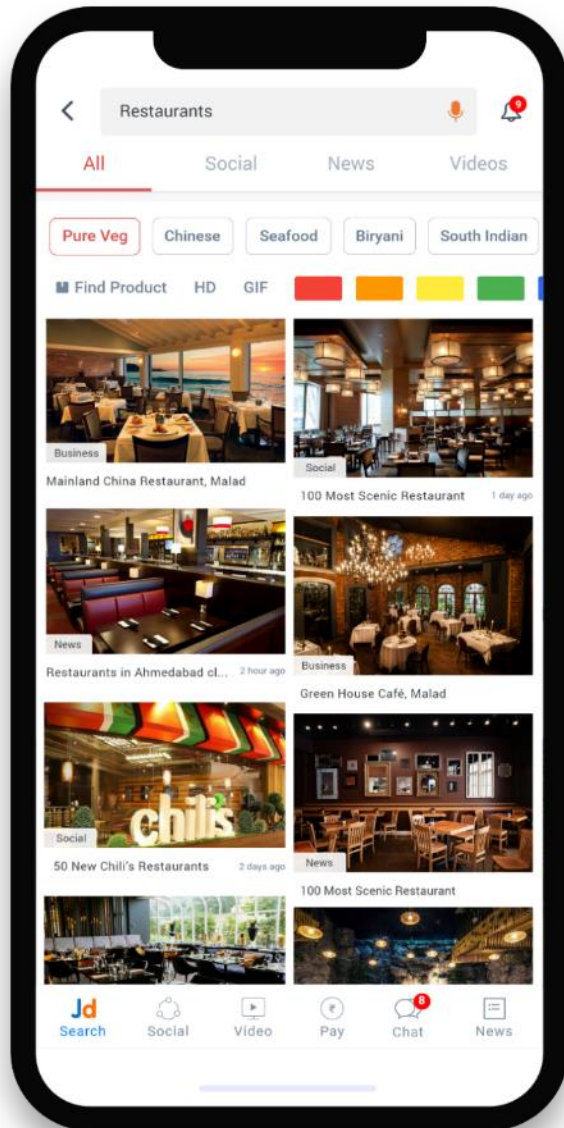 Restaurants
9
All Social News Videos
Pure Veg Chinese Seafood Biryani South Indian
Find Product HD GIF
Business
Mainland China Restaurant, Malad
Social
100 Most Scenic Restaurant 1 day ago
News
Restaurants in Ahmedabad cl... 2 hour ago
Business
Green House Café, Malad
chili's
Social
50 New Chili's Restaurants 2 days ago
News
100 Most Scenic Restaurant
Jd
₹
8
Search Social Video Pay Chat News